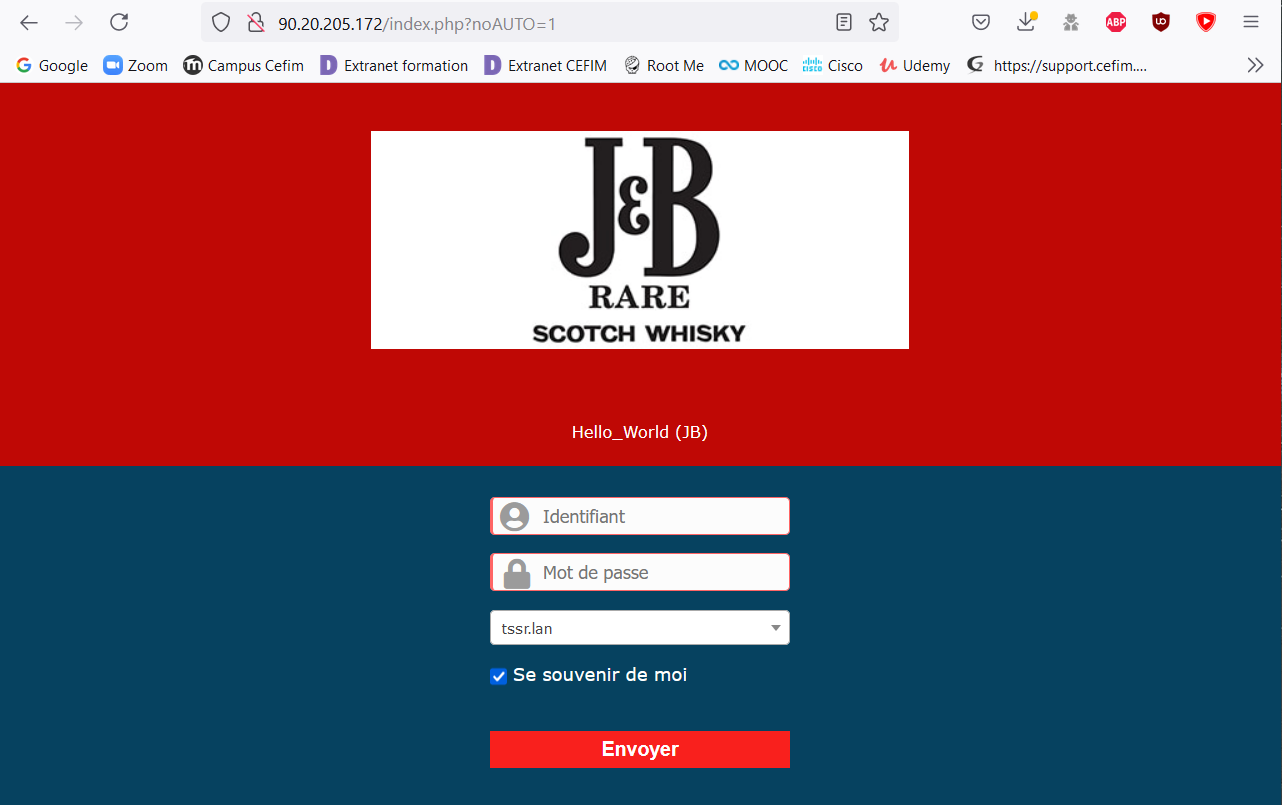 90.20.205.172/index.php?noAUTO=1
ABP
UD
Google Zoom Campus Cefim Extranet formation Extranet CEFIM Root Me MOOC Cisco Udemy https://support.cefim....
J&B
RARE
SCOTCH WHISKY
Hello_World (JB)
Identifiant
Mot de passe
tssr.lan
Se souvenir de moi
Envoyer